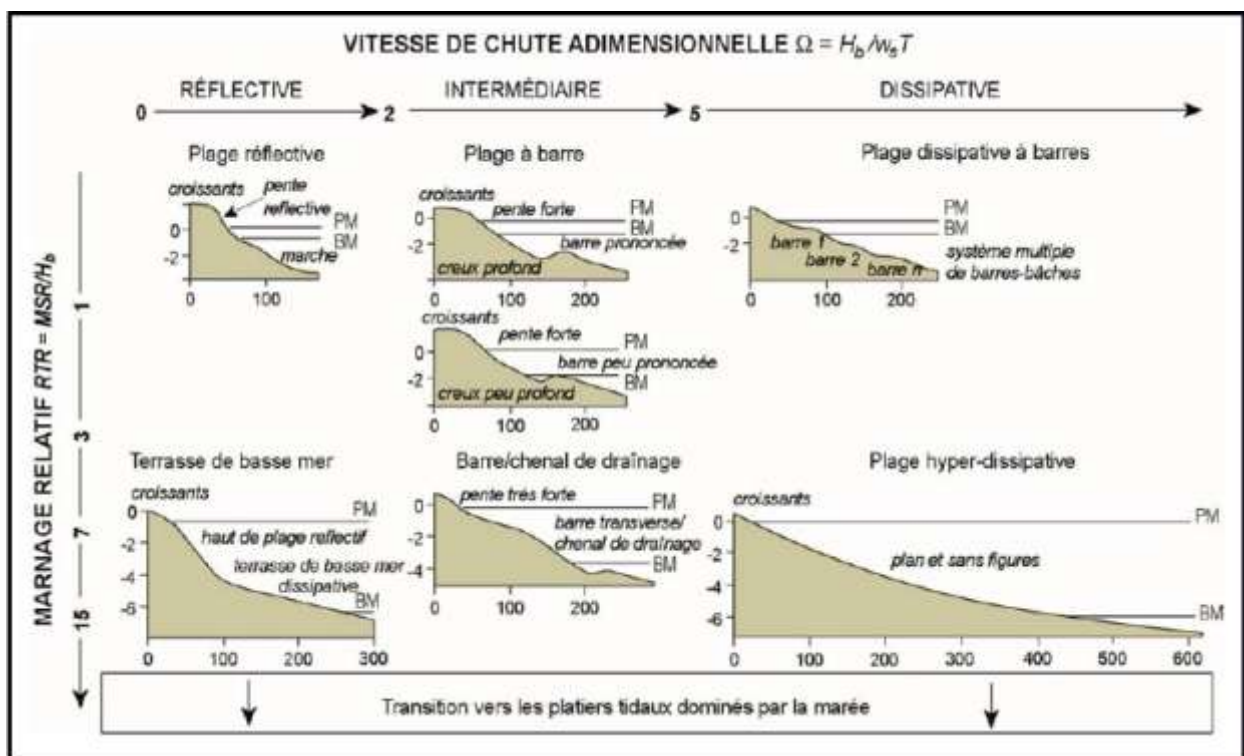 VITESSE DE CHUTE ADIMENSIONNELLE Ω = Hb/wsT
RÉFLECTIVE INTERMÉDIAIRE DISSIPATIVE
0 2 5
Plage réflective
croissants
pente
reflective
PM
BM
marche
0
-2
0 100
Plage à barre
croissants
pente forte
PM
BM
barre prononcée
creux profond
0
-2
0 100 200
Plage dissipative à barres
PM
BM
barre 1
barre 2
barre n
système multiple
de barres-bâches
0
-2
0 100 200
croissants
pente forte
PM
barre peu prononcée
BM
creux peu profond
0
-2
0 100 200
MARNAGE RELATIF RTR = MSR/Hb
1
3
7
15
Terrasse de basse mer
croissants
PM
haut de plage reflectif
terrasse de basse mer
dissipative
BM
0
-2
-4
-6
0 100 200 300
Barre/chenal de draînage
pente trés forte
PM
barre transverse/
chenal de draînage
BM
0
-2
-4
0 100 200
Plage hyper-dissipative
croissants
PM
plan et sans figures
BM
0
-2
-4
-6
0 100 200 300 400 500 600
Transition vers les platiers tidaux dominés par la marée